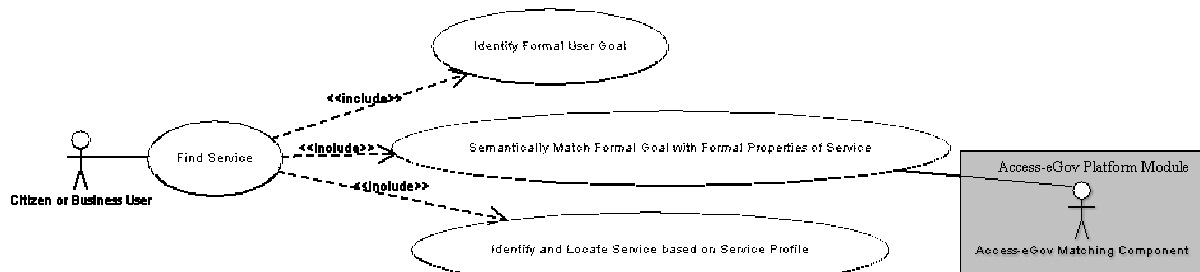 Identify Formal User Goal
<<include>>
<<include>>
Find Service
Semantically Match Formal Goal with Formal Properties of Service
Access-eGov Platform Module
<<include>>
Citizen or Business User
Identify and Locate Service based on Service Profile
Access-eGov Matching Component